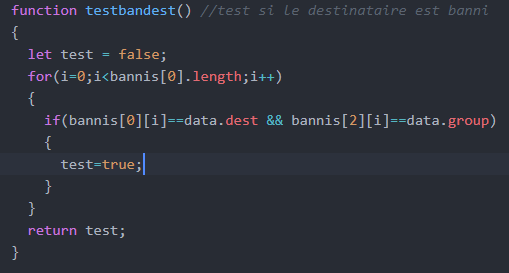 function testbandest() //test si le destinataire est banni
{
let test = false;
for(i=0;i<bannis[0].length;i++)
{
if(bannis[0][i]==data.dest && bannis[2][i]==data.group)
{
test=true;
}
}
return test;
}